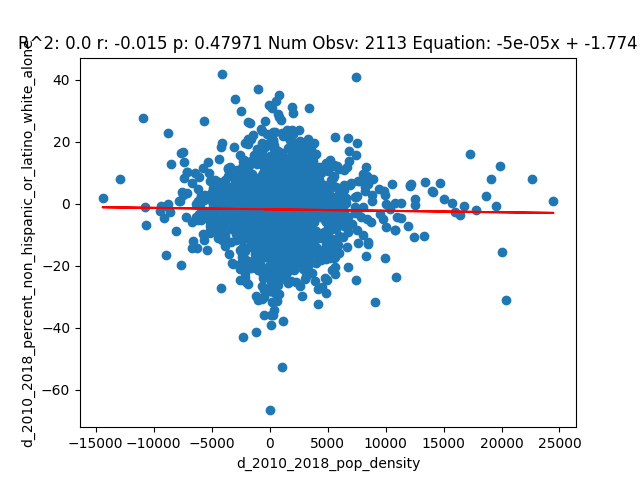 R^2: 0.0 r: -0.015 p: 0.47971 Num Obsv: 2113 Equation: -5e-05x + -1.774
d_2010_2018_percent_non_hispanic_or_latino_white_alone
40
20
0
−20
−40
−60
−15000 −10000 −5000 0 5000 10000 15000 20000 25000
d_2010_2018_pop_density